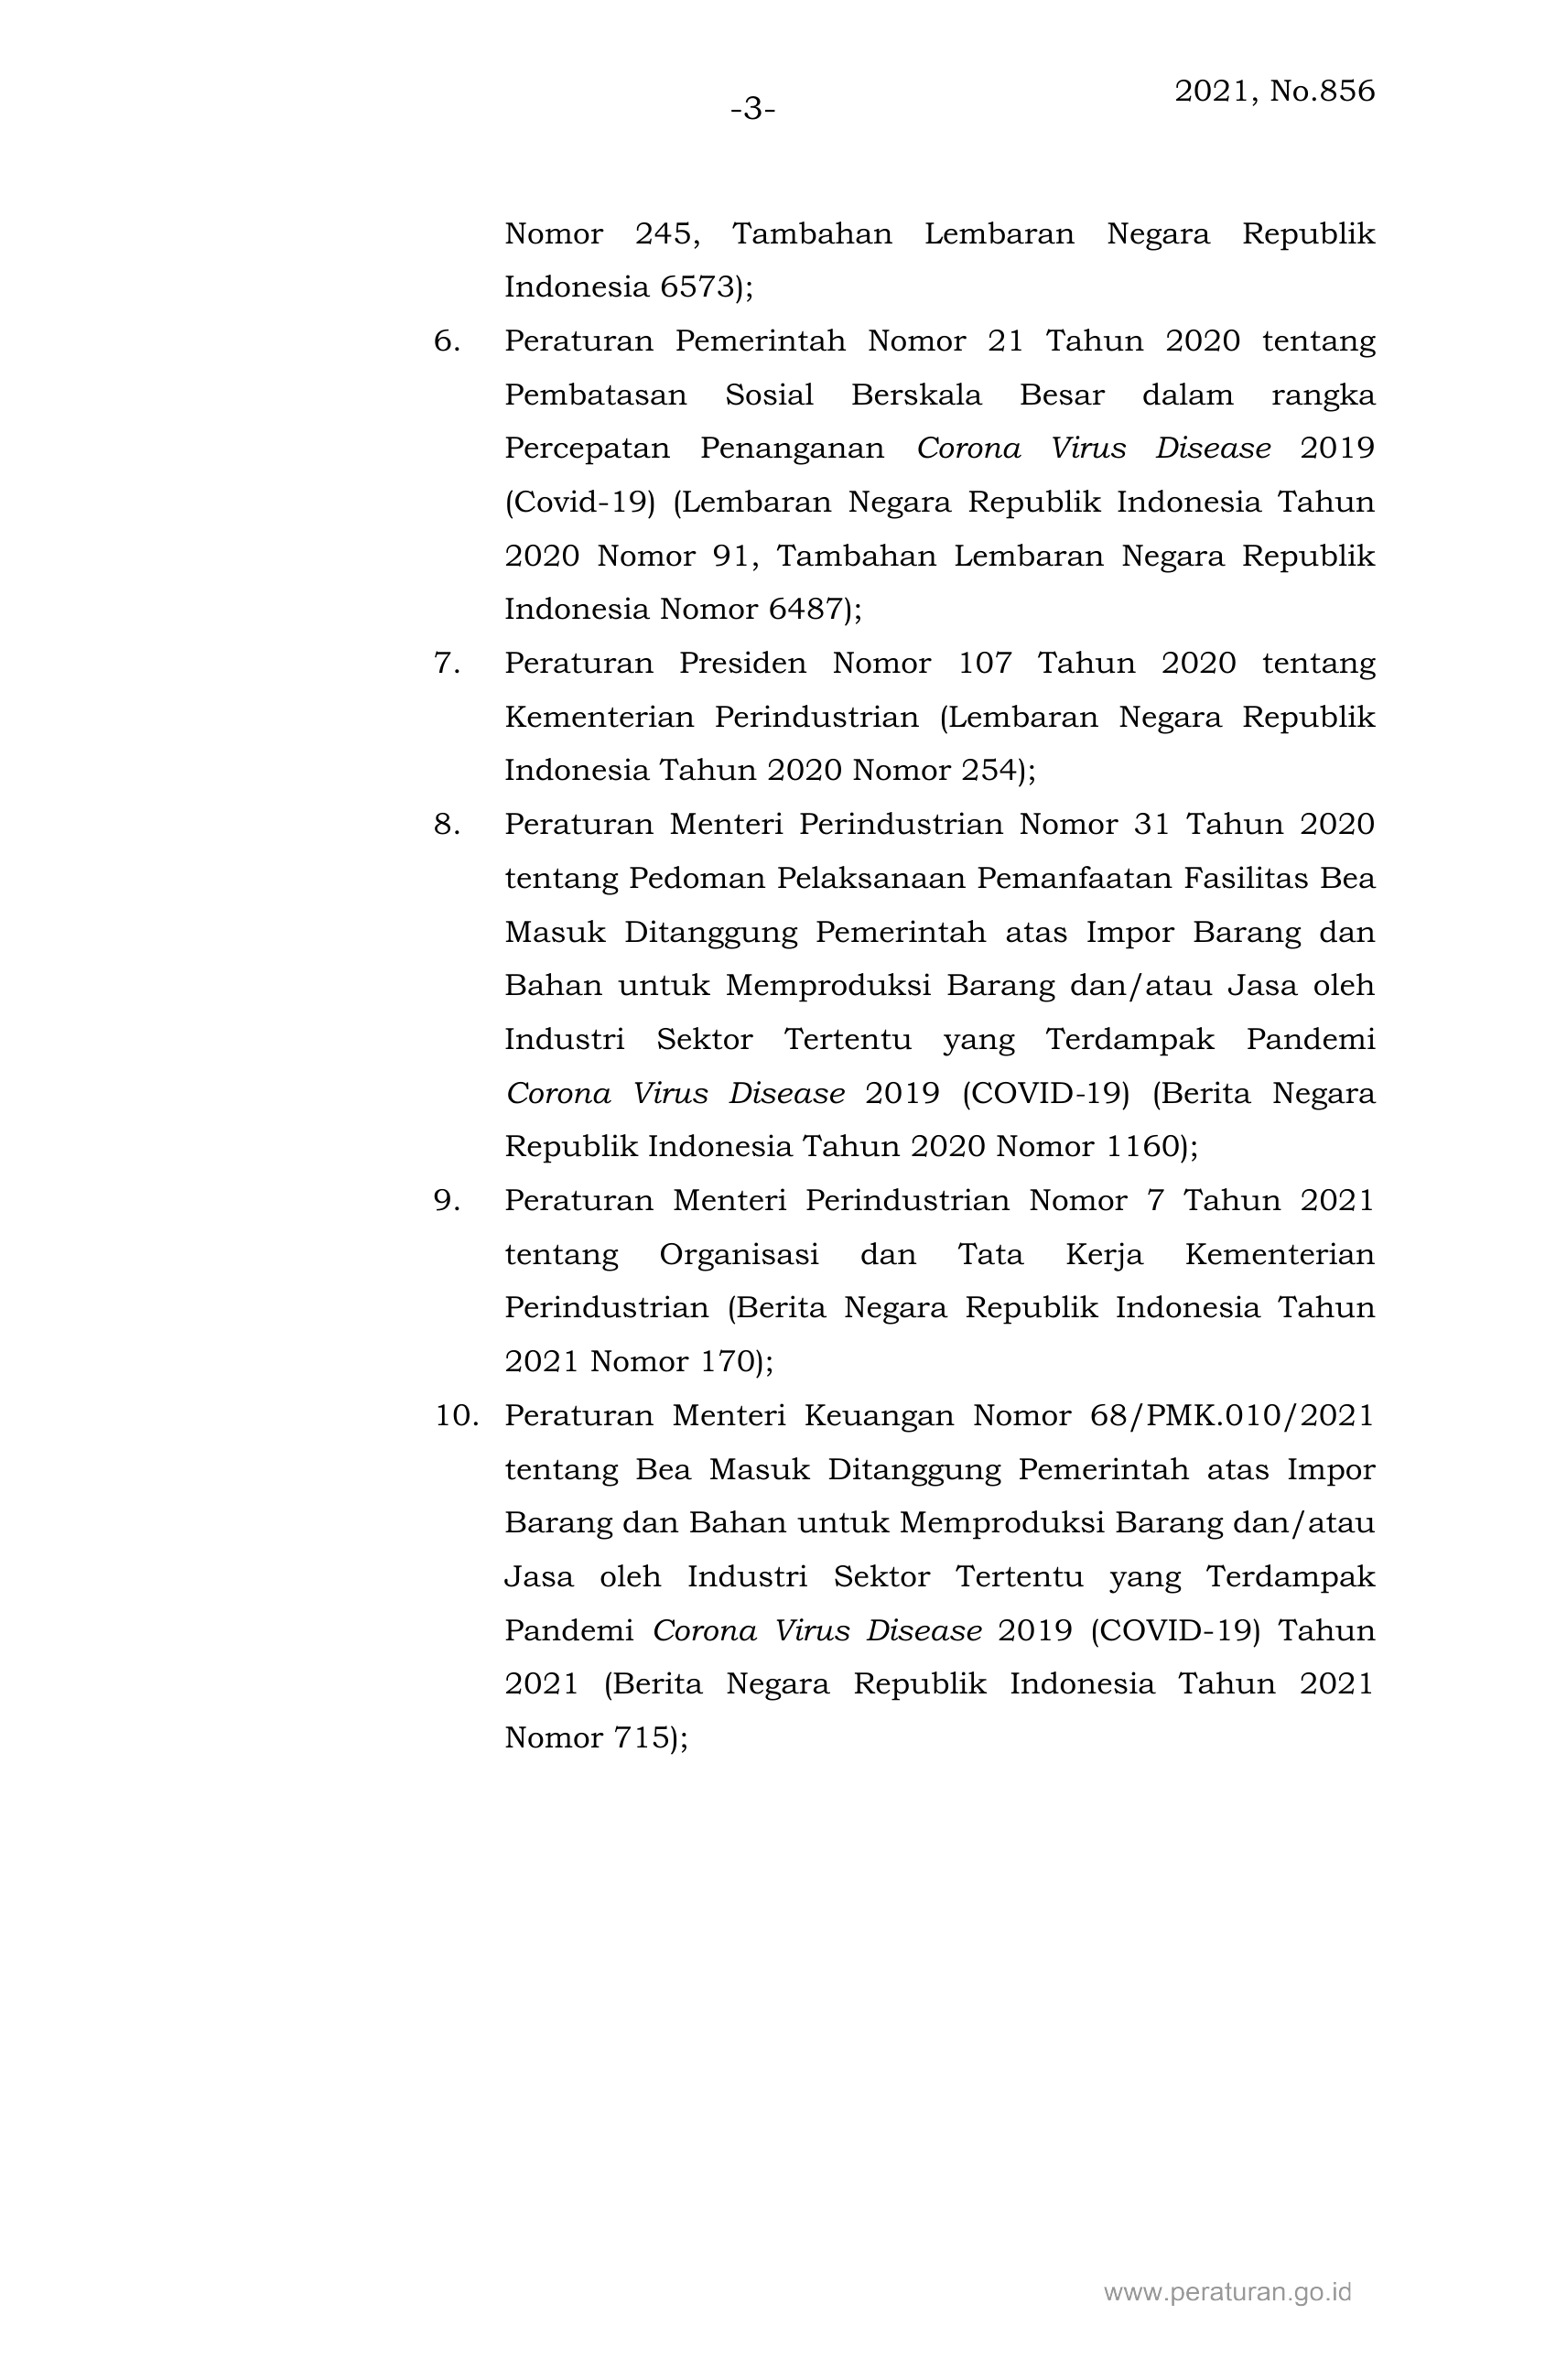 2021, No.856
-3-
Nomor 245, Tambahan Lembaran Negara Republik
Indonesia 6573);
6. Peraturan Pemerintah Nomor 21 Tahun 2020 tentang
Pembatasan Sosial Berskala Besar dalam rangka
Percepatan Penanganan Corona Virus Disease 2019
(Covid-19) (Lembaran Negara Republik Indonesia Tahun
2020 Nomor 91, Tambahan Lembaran Negara Republik
Indonesia Nomor 6487);
7. Peraturan Presiden Nomor 107 Tahun 2020 tentang
Kementerian Perindustrian (Lembaran Negara Republik
Indonesia Tahun 2020 Nomor 254);
8. Peraturan Menteri Perindustrian Nomor 31 Tahun 2020
tentang Pedoman Pelaksanaan Pemanfaatan Fasilitas Bea
Masuk Ditanggung Pemerintah atas Impor Barang dan
Bahan untuk Memproduksi Barang dan/atau Jasa oleh
Industri Sektor Tertentu yang Terdampak Pandemi
Corona Virus Disease 2019 (COVID-19) (Berita Negara
Republik Indonesia Tahun 2020 Nomor 1160);
9. Peraturan Menteri Perindustrian Nomor 7 Tahun 2021
tentang Organisasi dan Tata Kerja Kementerian
Perindustrian (Berita Negara Republik Indonesia Tahun
2021 Nomor 170);
10. Peraturan Menteri Keuangan Nomor 68/PMK.010/2021
tentang Bea Masuk Ditanggung Pemerintah atas Impor
Barang dan Bahan untuk Memproduksi Barang dan/atau
Jasa oleh Industri Sektor Tertentu yang Terdampak
Pandemi Corona Virus Disease 2019 (COVID-19) Tahun
2021 (Berita Negara Republik Indonesia Tahun 2021
Nomor 715);
www.peraturan.go.id